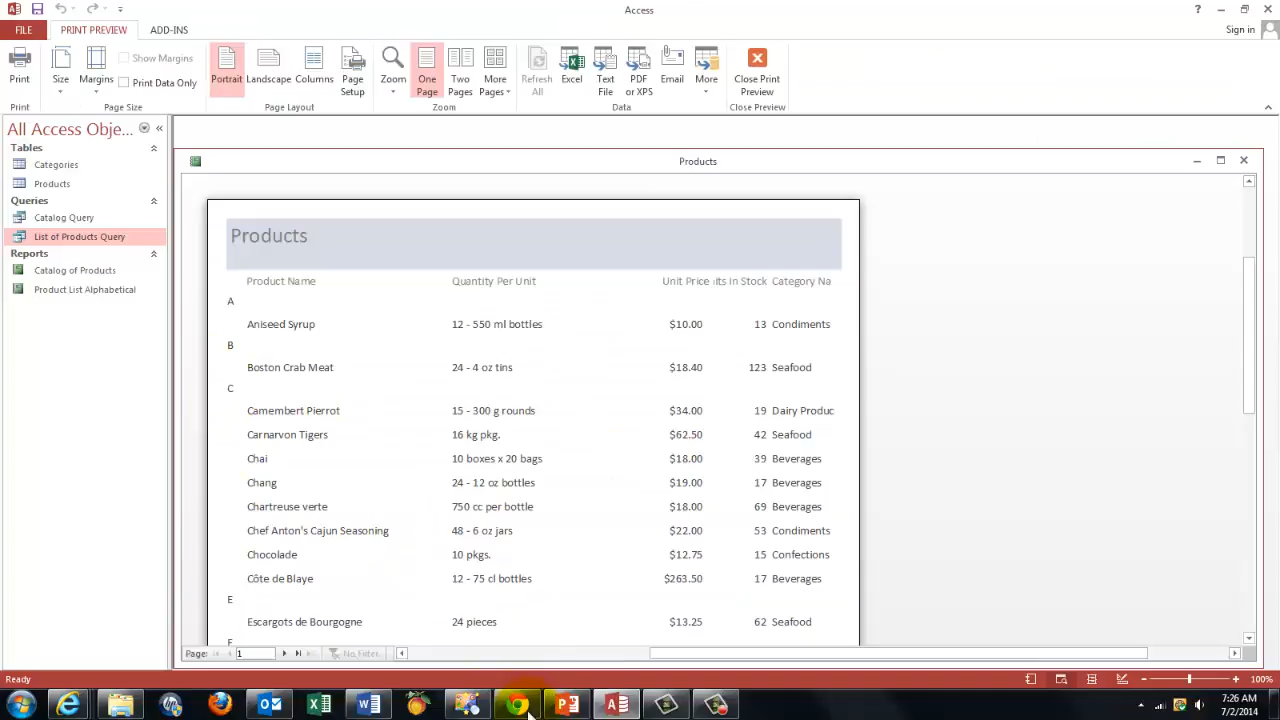 Access
? 
FILE PRINT PREVIEW ADD-INS Sign in
Print Size Margins Show Margins Print Data Only Portrait Landscape Columns Page Setup Zoom One Page Two Pages More Pages Refresh All Excel Text File PDF or XPS Email More Close Print Preview
Print Page Size Page Layout Zoom Data Close Preview
All Access Obje...
Tables
Categories
Products
Queries
Catalog Query
List of Products Query
Reports
Catalog of Products
Product List Alphabetical
Products
Products
Product Name Quantity Per Unit Unit Price its In Stock Category Na
A
Aniseed Syrup 12 - 550 ml bottles $10.00 13 Condiments
B
Boston Crab Meat 24 - 4 oz tins $18.40 123 Seafood
C
Camembert Pierrot 15 - 300 g rounds $34.00 19 Dairy Produc
Carnarvon Tigers 16 kg pkg. $62.50 42 Seafood
Chai 10 boxes x 20 bags $18.00 39 Beverages
Chang 24 - 12 oz bottles $19.00 17 Beverages
Chartreuse verte 750 cc per bottle $18.00 69 Beverages
Chef Anton's Cajun Seasoning 48 - 6 oz jars $22.00 53 Condiments
Chocolade 10 pkgs. $12.75 15 Confections
Côte de Blaye 12 - 75 cl bottles $263.50 17 Beverages
E
Escargots de Bourgogne 24 pieces $13.25 62 Seafood
F
Page: 1 No Filter
Ready 100%
7:26 AM
7/2/2014